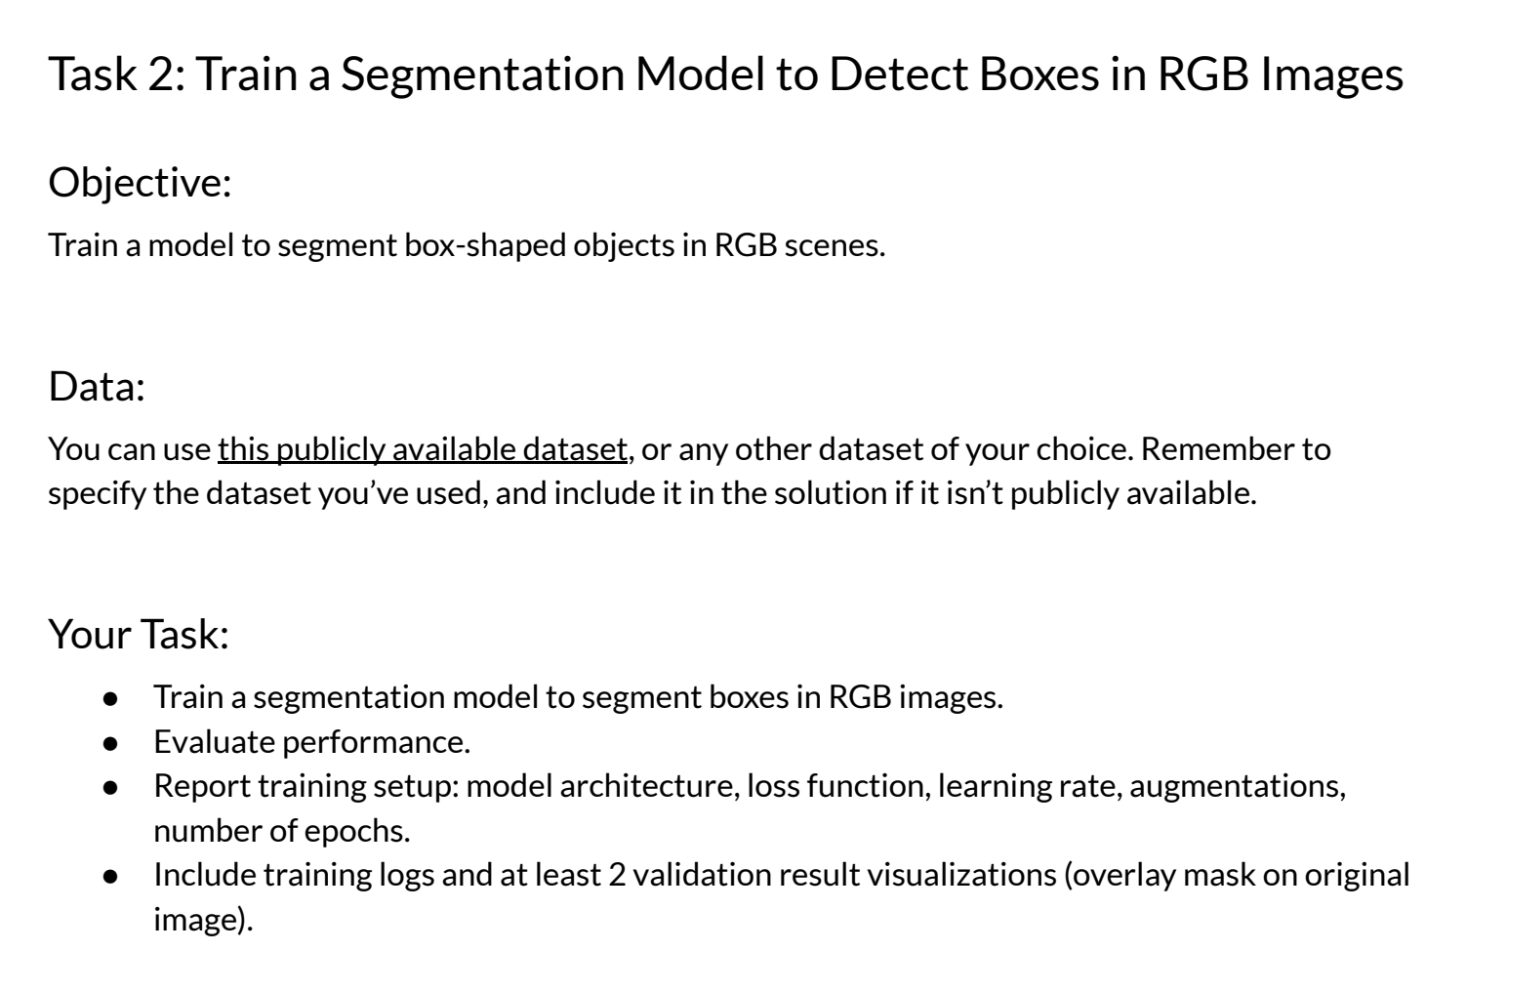 Task 2: Train a Segmentation Model to Detect Boxes in RGB Images
Objective:
Train a model to segment box-shaped objects in RGB scenes.
Data:
You can use this publicly available dataset, or any other dataset of your choice. Remember to
specify the dataset you’ve used, and include it in the solution if it isn’t publicly available.
Your Task:
● Train a segmentation model to segment boxes in RGB images.
● Evaluate performance.
● Report training setup: model architecture, loss function, learning rate, augmentations,
number of epochs.
● Include training logs and at least 2 validation result visualizations (overlay mask on original
image).